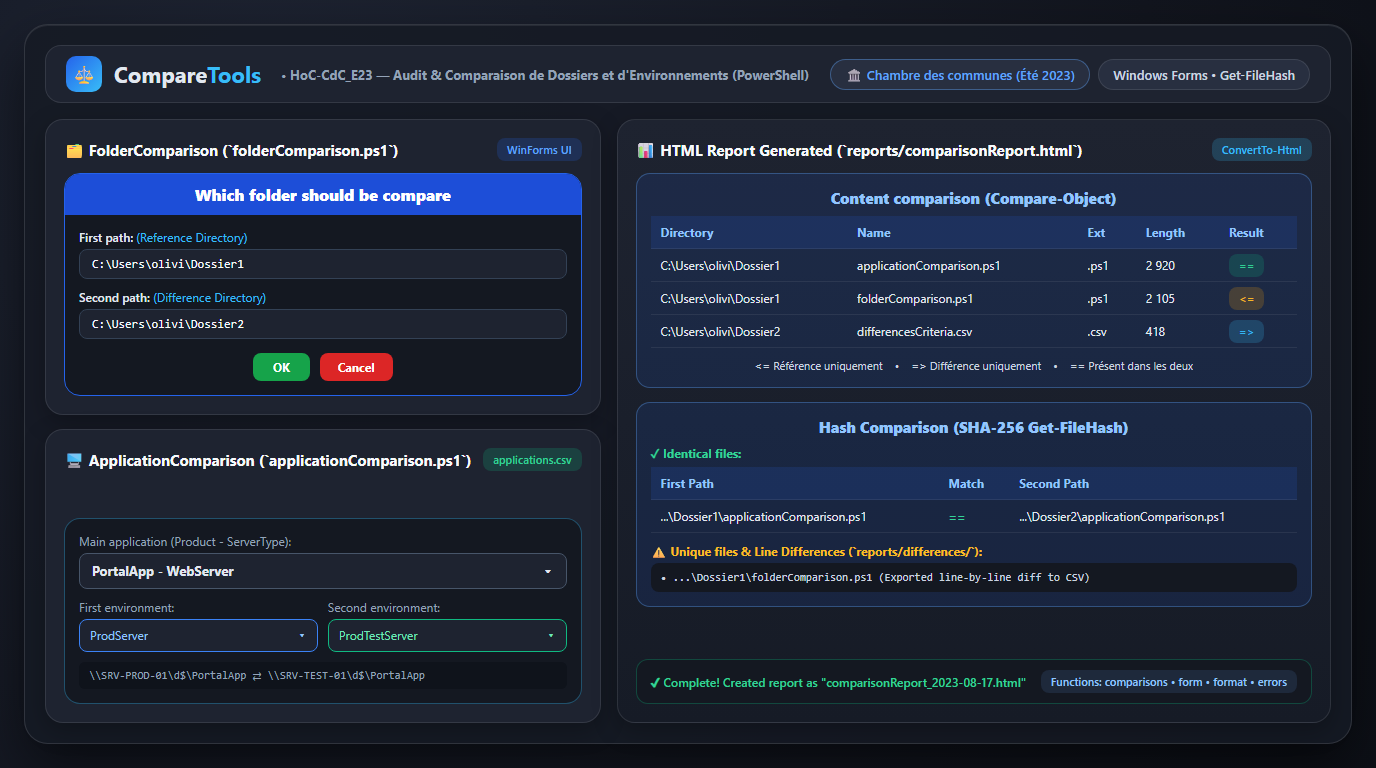 CompareTools
• HoC-CdC_E23 — Audit & Comparaison de Dossiers et d'Environnements (PowerShell)
Chambre des communes (Été 2023)
Windows Forms • Get-FileHash
FolderComparison (`folderComparison.ps1`)
WinForms UI
Which folder should be compare
First path: (Reference Directory)
C:\Users\olivi\Dossier1
Second path: (Difference Directory)
C:\Users\olivi\Dossier2
OK
Cancel
ApplicationComparison (`applicationComparison.ps1`)
applications.csv
Main application (Product - ServerType):
PortalApp - WebServer
First environment:
Second environment:
ProdServer
ProdTestServer
\\SRV-PROD-01\d$\PortalApp ⇄ \\SRV-TEST-01\d$\PortalApp
HTML Report Generated (`reports/comparisonReport.html`)
ConvertTo-Html
Content comparison (Compare-Object)
Directory Name Ext Length Result
C:\Users\olivi\Dossier1 applicationComparison.ps1 .ps1 2 920 ==
C:\Users\olivi\Dossier1 folderComparison.ps1 .ps1 2 105 <=
C:\Users\olivi\Dossier2 differencesCriteria.csv .csv 418 =>
<= Référence uniquement • => Différence uniquement • == Présent dans les deux
Hash Comparison (SHA-256 Get-FileHash)
✓ Identical files:
First Path Match Second Path
...\Dossier1\applicationComparison.ps1 == ...\Dossier2\applicationComparison.ps1
⚠ Unique files & Line Differences (`reports/differences/`):
• ...\Dossier1\folderComparison.ps1 (Exported line-by-line diff to CSV)
✓ Complete! Created report as "comparisonReport_2023-08-17.html"
Functions: comparisons • form • format • errors